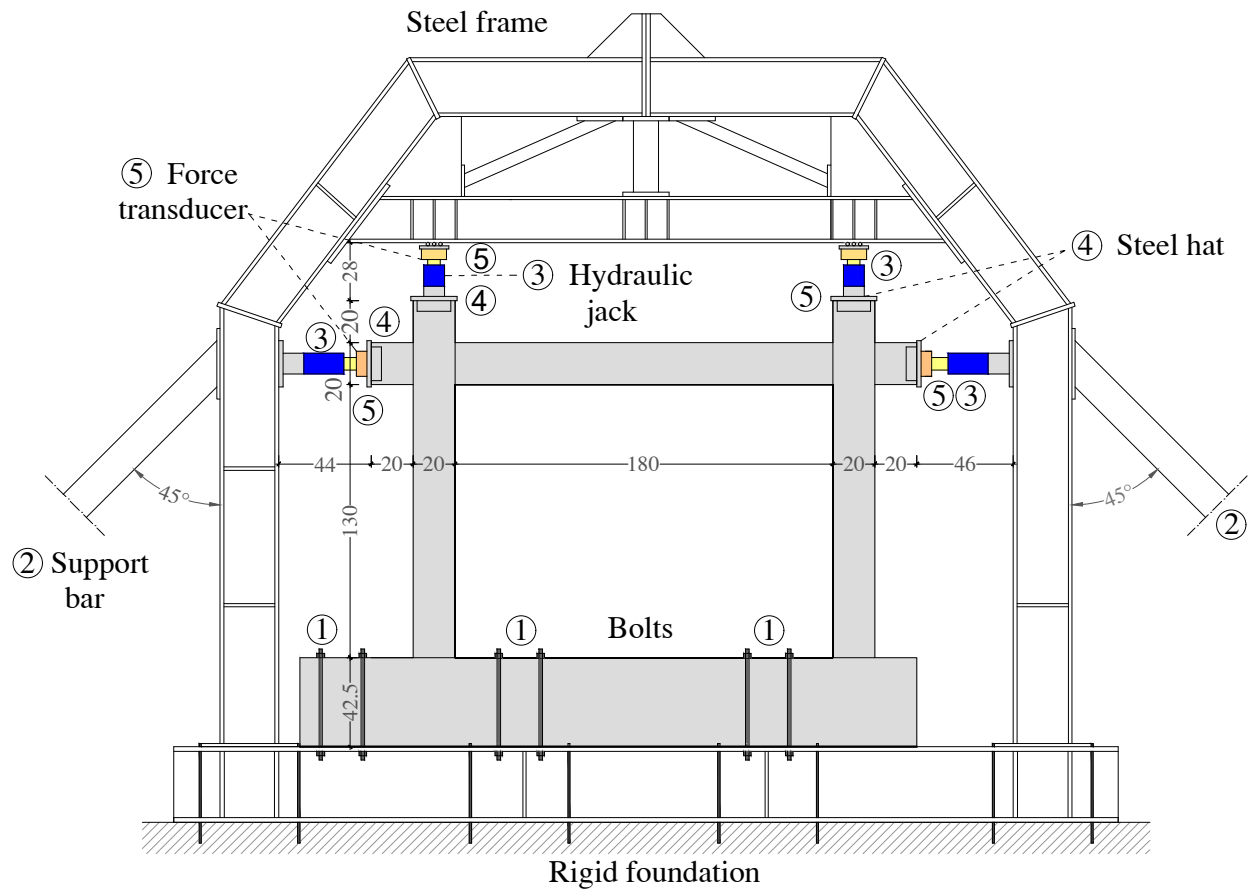 Steel frame
⑤ Force
transducer
⑤
③ Hydraulic
jack
③
④ Steel hat
28
④
⑤
20
③
④
20
⑤
⑤ ③
44
20
20
180
20
20
46
45°
45°
130
②
② Support
bar
①
①
Bolts
①
42.5
Rigid foundation